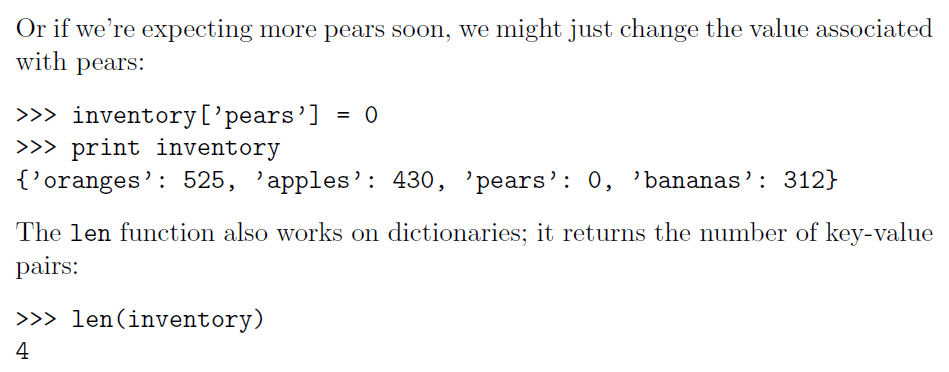 Or if we’re expecting more pears soon, we might just change the value associated
with pears:
>>> inventory[’pears’] = 0
>>> print inventory
{’oranges’: 525, ’apples’: 430, ’pears’: 0, ’bananas’: 312}
The len function also works on dictionaries; it returns the number of key-value
pairs:
>>> len(inventory)
4